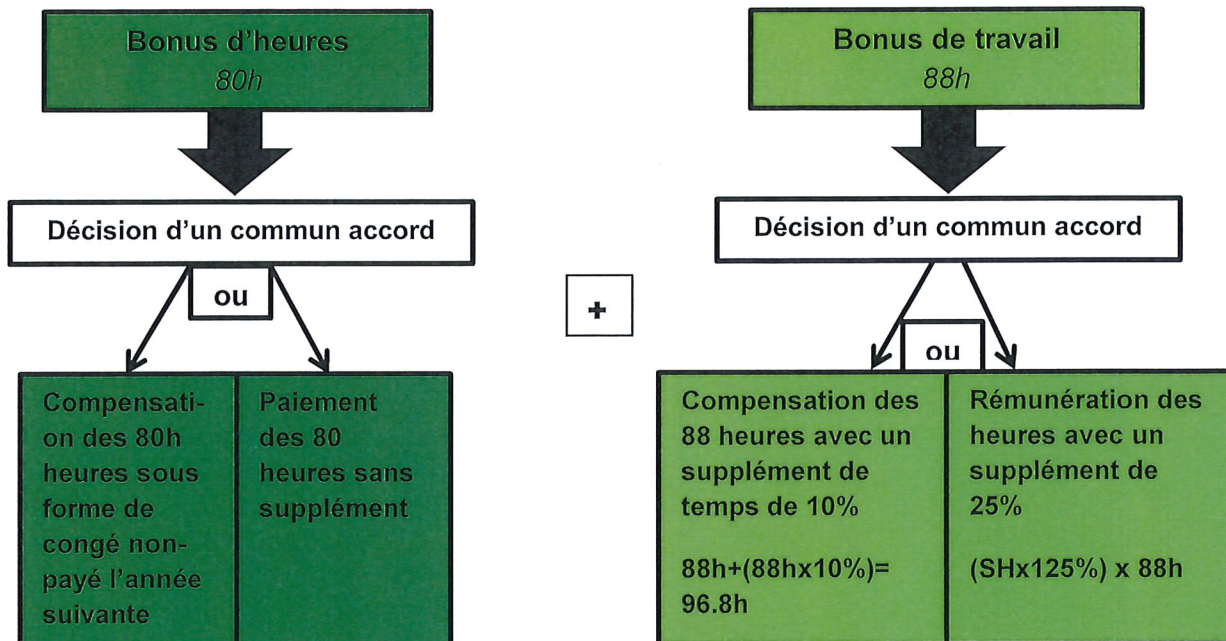 Bonus d'heures
80h
Décision d'un commun accord
ou
Compensati-
on des 80h
heures sous
forme de
congé non-
payé l'année
suivante
Paiement
des 80
heures sans
supplément
+
Bonus de travail
88h
Décision d'un commun accord
ou
Compensation des
88 heures avec un
supplément de
temps de 10%
88h+(88hx10%)=
96.8h
Rémunération des
heures avec un
supplément de
25%
(SHx125%) x 88h